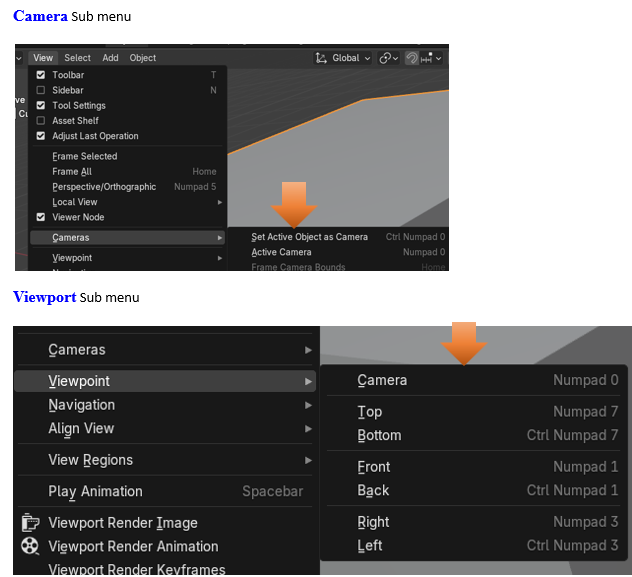 Camera Sub menu
View Select Add Object Global
Toolbar T
Sidebar N
Tool Settings
Asset Shelf
Adjust Last Operation
Frame Selected
Frame All Home
Perspective/Orthographic Numpad 5
Local View
Viewer Node
Cameras
Viewpoint
Set Active Object as Camera Ctrl Numpad 0
Active Camera Numpad 0
Frame Camera Bounds Home
Viewport Sub menu
Cameras
Viewpoint
Navigation
Align View
View Regions
Play Animation Spacebar
Viewport Render Image
Viewport Render Animation
Viewport Render Keyframes
Camera Numpad 0
Top Numpad 7
Bottom Ctrl Numpad 7
Front Numpad 1
Back Ctrl Numpad 1
Right Numpad 3
Left Ctrl Numpad 3